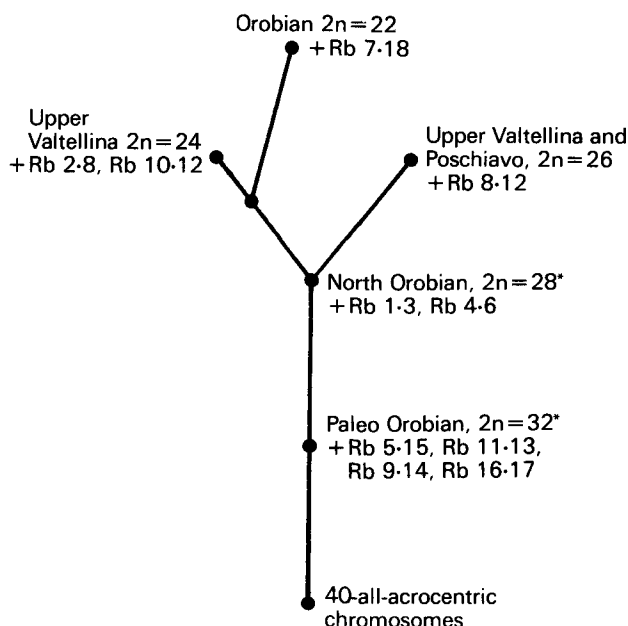 Orobian 2n=22
+Rb 7·18
Upper
Valtellina 2n=24
+Rb 2·8, Rb 10·12
Upper Valtellina and
Poschiavo, 2n=26
+Rb 8·12
North Orobian, 2n=28*
+Rb 1·3, Rb 4·6
Paleo Orobian, 2n=32*
+Rb 5·15, Rb 11·13,
Rb 9·14, Rb 16·17
40-all-acrocentric
chromosomes